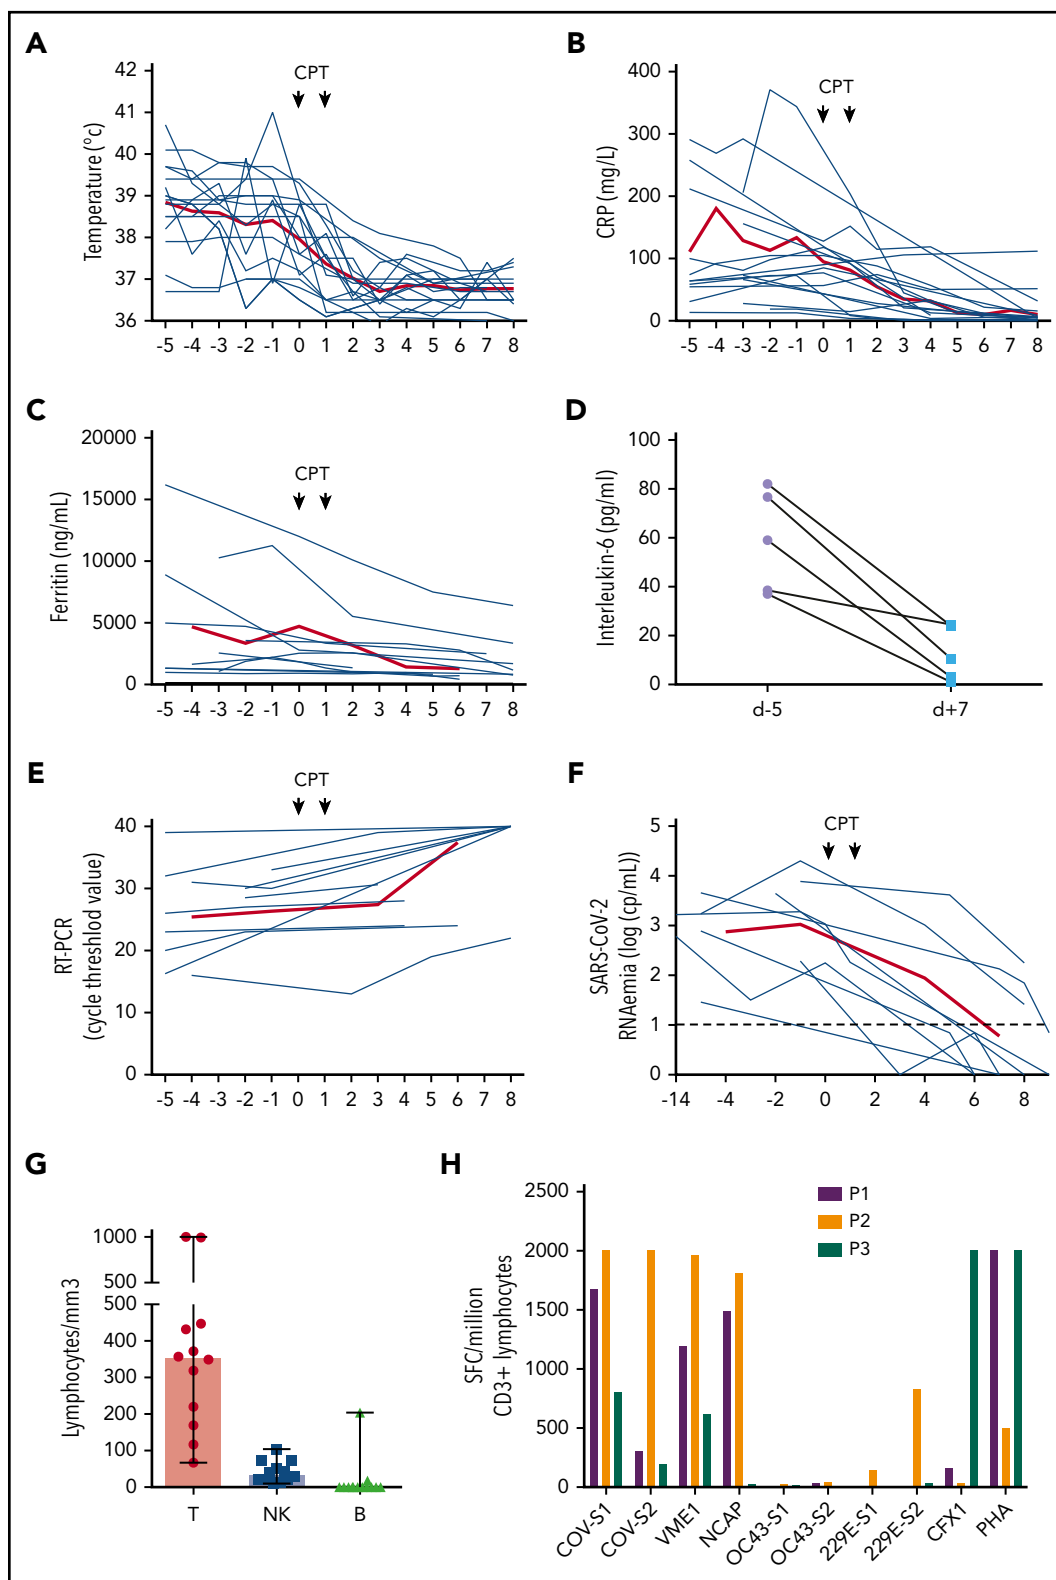 A
CPT
Temperature (°c)
42
41
40
39
38
37
36
-5 -4 -3 -2 -1 0 1 2 3 4 5 6 7 8
B
CPT
CRP (mg/L)
400
300
200
100
0
-5 -4 -3 -2 -1 0 1 2 3 4 5 6 7 8
C
CPT
Ferritin (ng/mL)
20000
15000
10000
5000
0
-5 -4 -3 -2 -1 0 1 2 3 4 5 6 7 8
D
Interleukin-6 (pg/ml)
100
80
60
40
20
0
d-5 d+7
E
CPT
RT-PCR
(cycle threshlod value)
40
30
20
10
0
-5 -4 -3 -2 -1 0 1 2 3 4 5 6 7 8
F
CPT
SARS-CoV-2
RNAemia (log (cp/mL))
5
4
3
2
1
0
-14 -4 -2 0 2 4 6 8
G
Lymphocytes/mm3
1000
500
500
400
300
200
100
0
T NK B
H
SFC/million
CD3+ lymphocytes
2500
2000
1500
1000
500
0
P1
P2
P3
COV-S1 COV-S2 VME1 NCAP OC43-S1 OC43-S2 229E-S1 229E-S2 CFX1 PHA